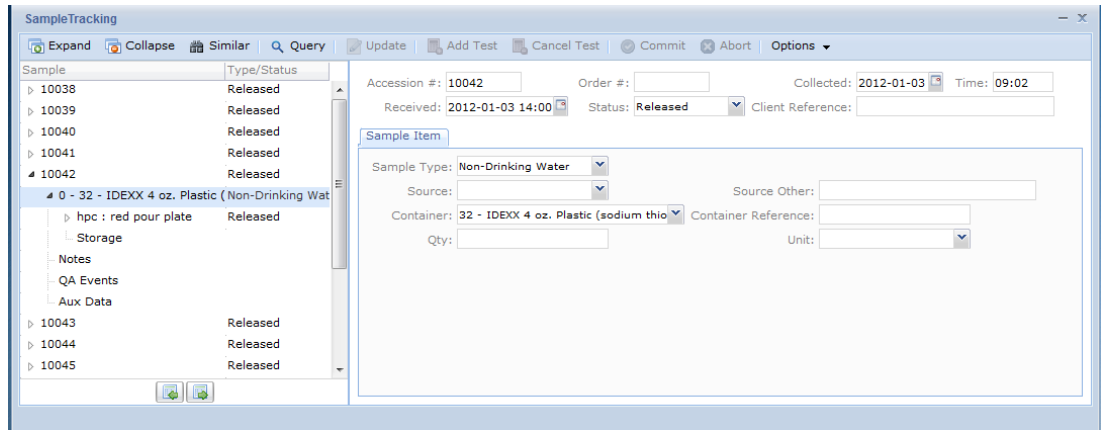 SampleTracking
Expand Collapse Similar Query Update Add Test Cancel Test Commit Abort Options
Sample Type/Status
10038 Released
10039 Released
10040 Released
10041 Released
10042 Released
0 - 32 - IDEXX 4 oz. Plastic ( Non-Drinking Wat
hpc : red pour plate Released
Storage
Notes
QA Events
Aux Data
10043 Released
10044 Released
10045 Released
Accession #: 10042 Order #: Collected: 2012-01-03 Time: 09:02
Received: 2012-01-03 14:00 Status: Released Client Reference:
Sample Item
Sample Type: Non-Drinking Water
Source: Source Other:
Container: 32 - IDEXX 4 oz. Plastic (sodium thio Container Reference:
Qty: Unit: